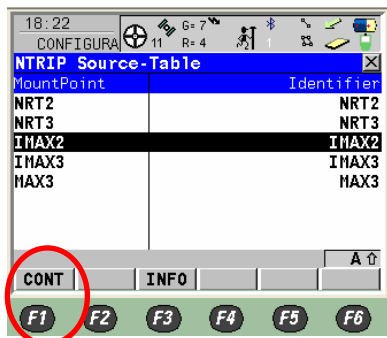 18:22
CONFIGURA 11 G= 7 R= 4 1
NTRIP Source-Table
MountPoint Identifier
NRT2 NRT2
NRT3 NRT3
IMAX2 IMAX2
IMAX3 IMAX3
MAX3 MAX3
A ⇧
CONT INFO
F1 F2 F3 F4 F5 F6